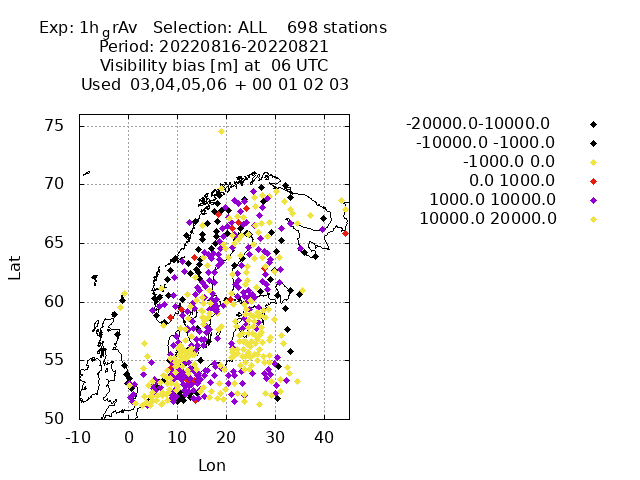 Exp: 1h_grAv Selection: ALL 698 stations
Period: 20220816-20220821
Visibility bias [m] at 06 UTC
Used 03,04,05,06 + 00 01 02 03
-20000.0-10000.0
-10000.0 -1000.0
-1000.0 0.0
0.0 1000.0
1000.0 10000.0
10000.0 20000.0
75
70
65
60
55
50
Lat
-10 0 10 20 30 40
Lon